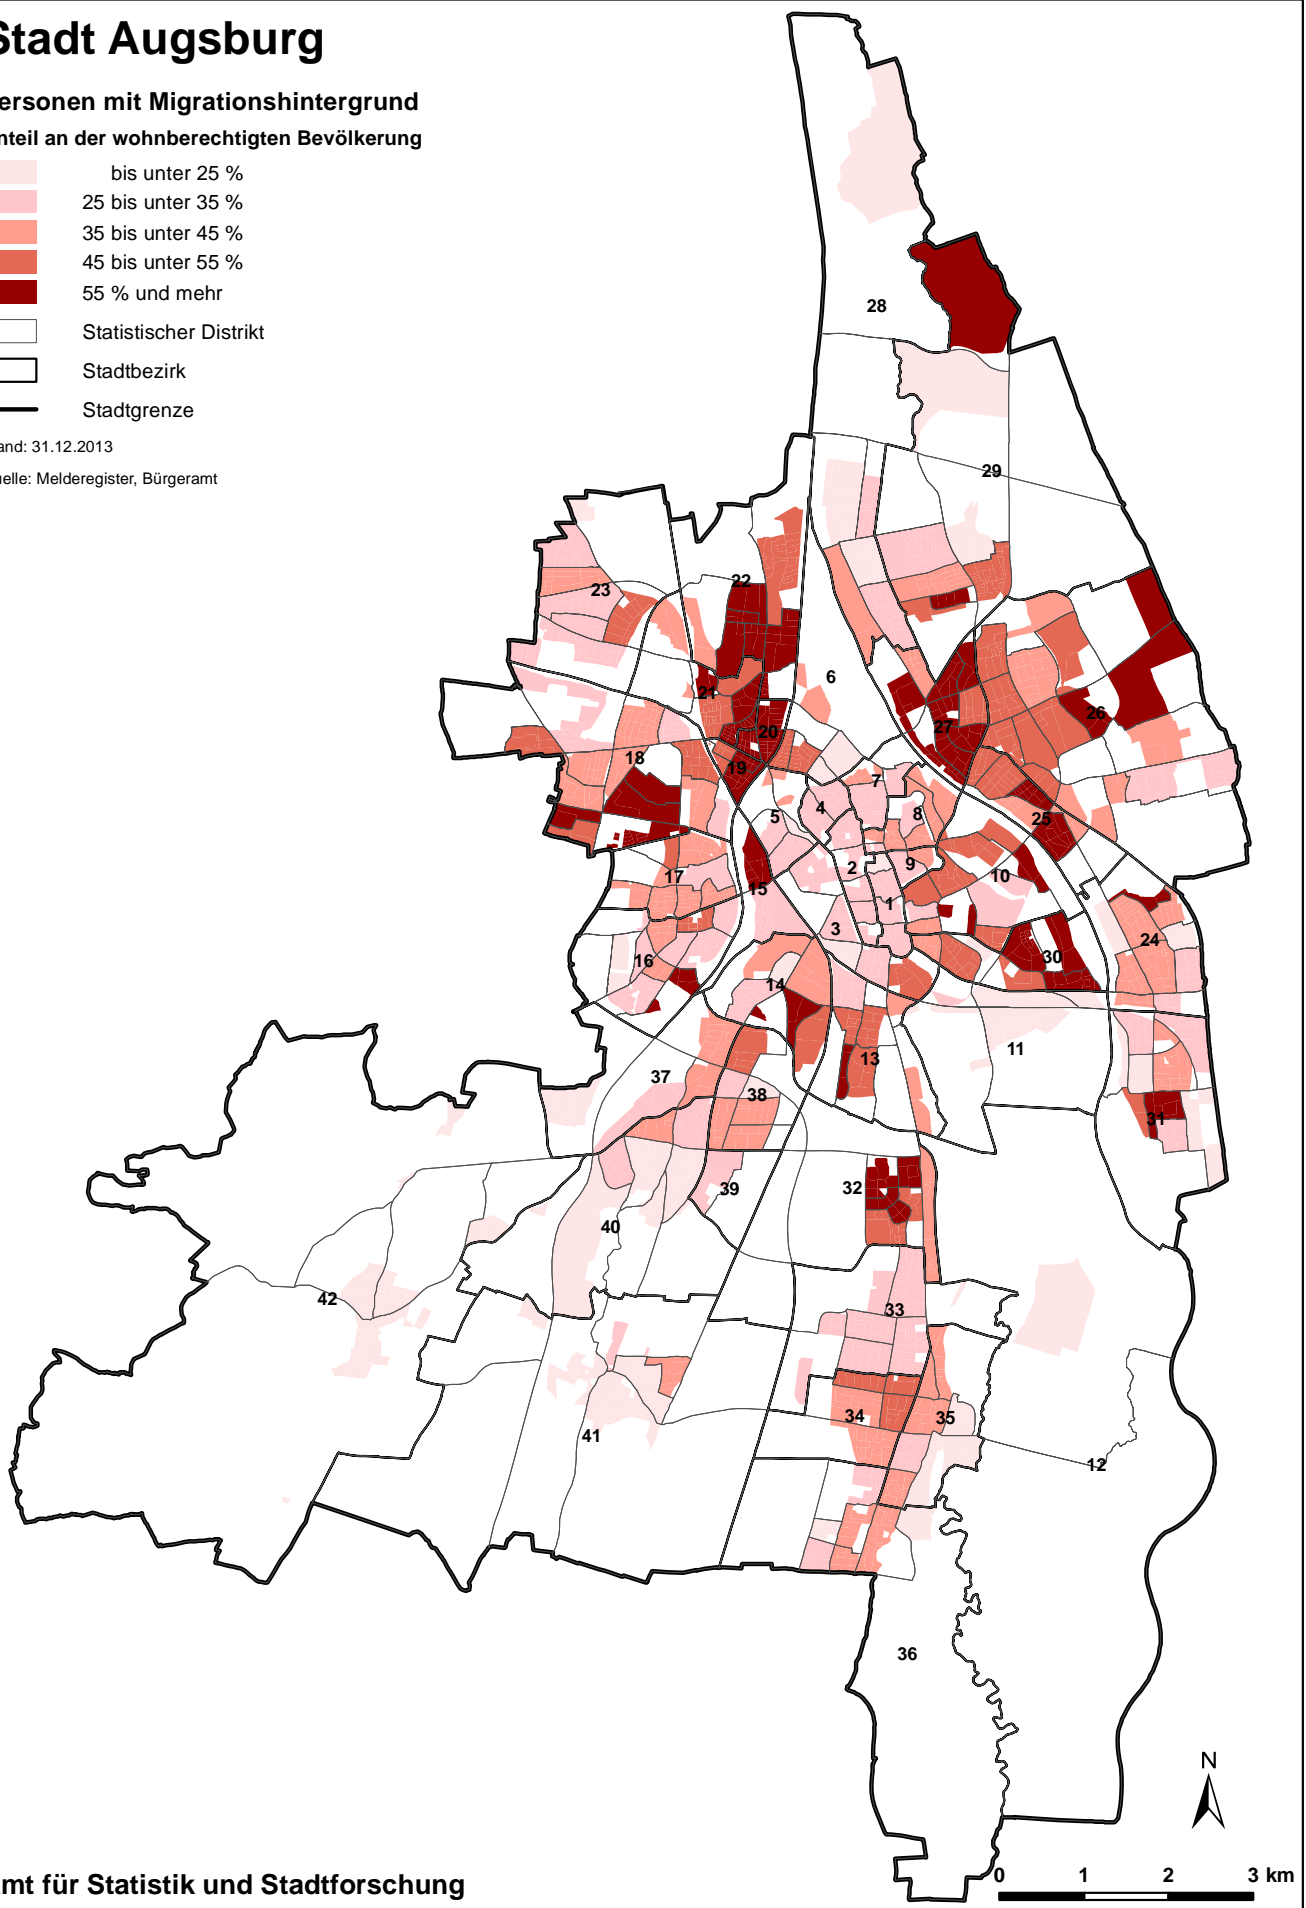 Stadt Augsburg
ersonen mit Migrationshintergrund
nteil an der wohnberechtigten Bevölkerung
bis unter 25 %
25 bis unter 35 %
35 bis unter 45 %
45 bis unter 55 %
55 % und mehr
Statistischer Distrikt
Stadtbezirk
Stadtgrenze
and: 31.12.2013
uelle: Melderegister, Bürgeramt
28
29
22
23
6
21
26
27
20
18
19
7
4
8
5
25
2
9
17
10
15
1
3
24
30
16
14
11
13
37
38
31
32
39
40
42
33
34
35
41
12
36
N
mt für Statistik und Stadtforschung
0 1 2 3 km